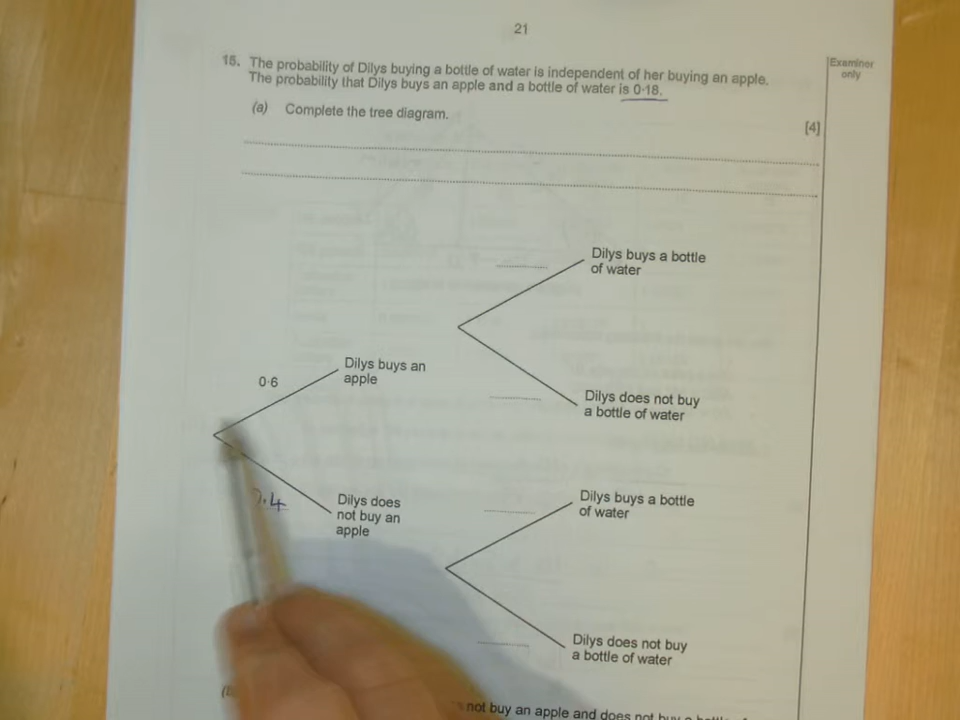 21
Examiner
only
15. The probability of Dilys buying a bottle of water is independent of her buying an apple.
The probability that Dilys buys an apple and a bottle of water is 0·18.
(a) Complete the tree diagram.
[4]
Dilys buys a bottle
of water
Dilys buys an
apple
0·6
Dilys does not buy
a bottle of water
Dilys does
not buy an
apple
.4
Dilys buys a bottle
of water
Dilys does not buy
a bottle of water
not buy an apple and does not buy a